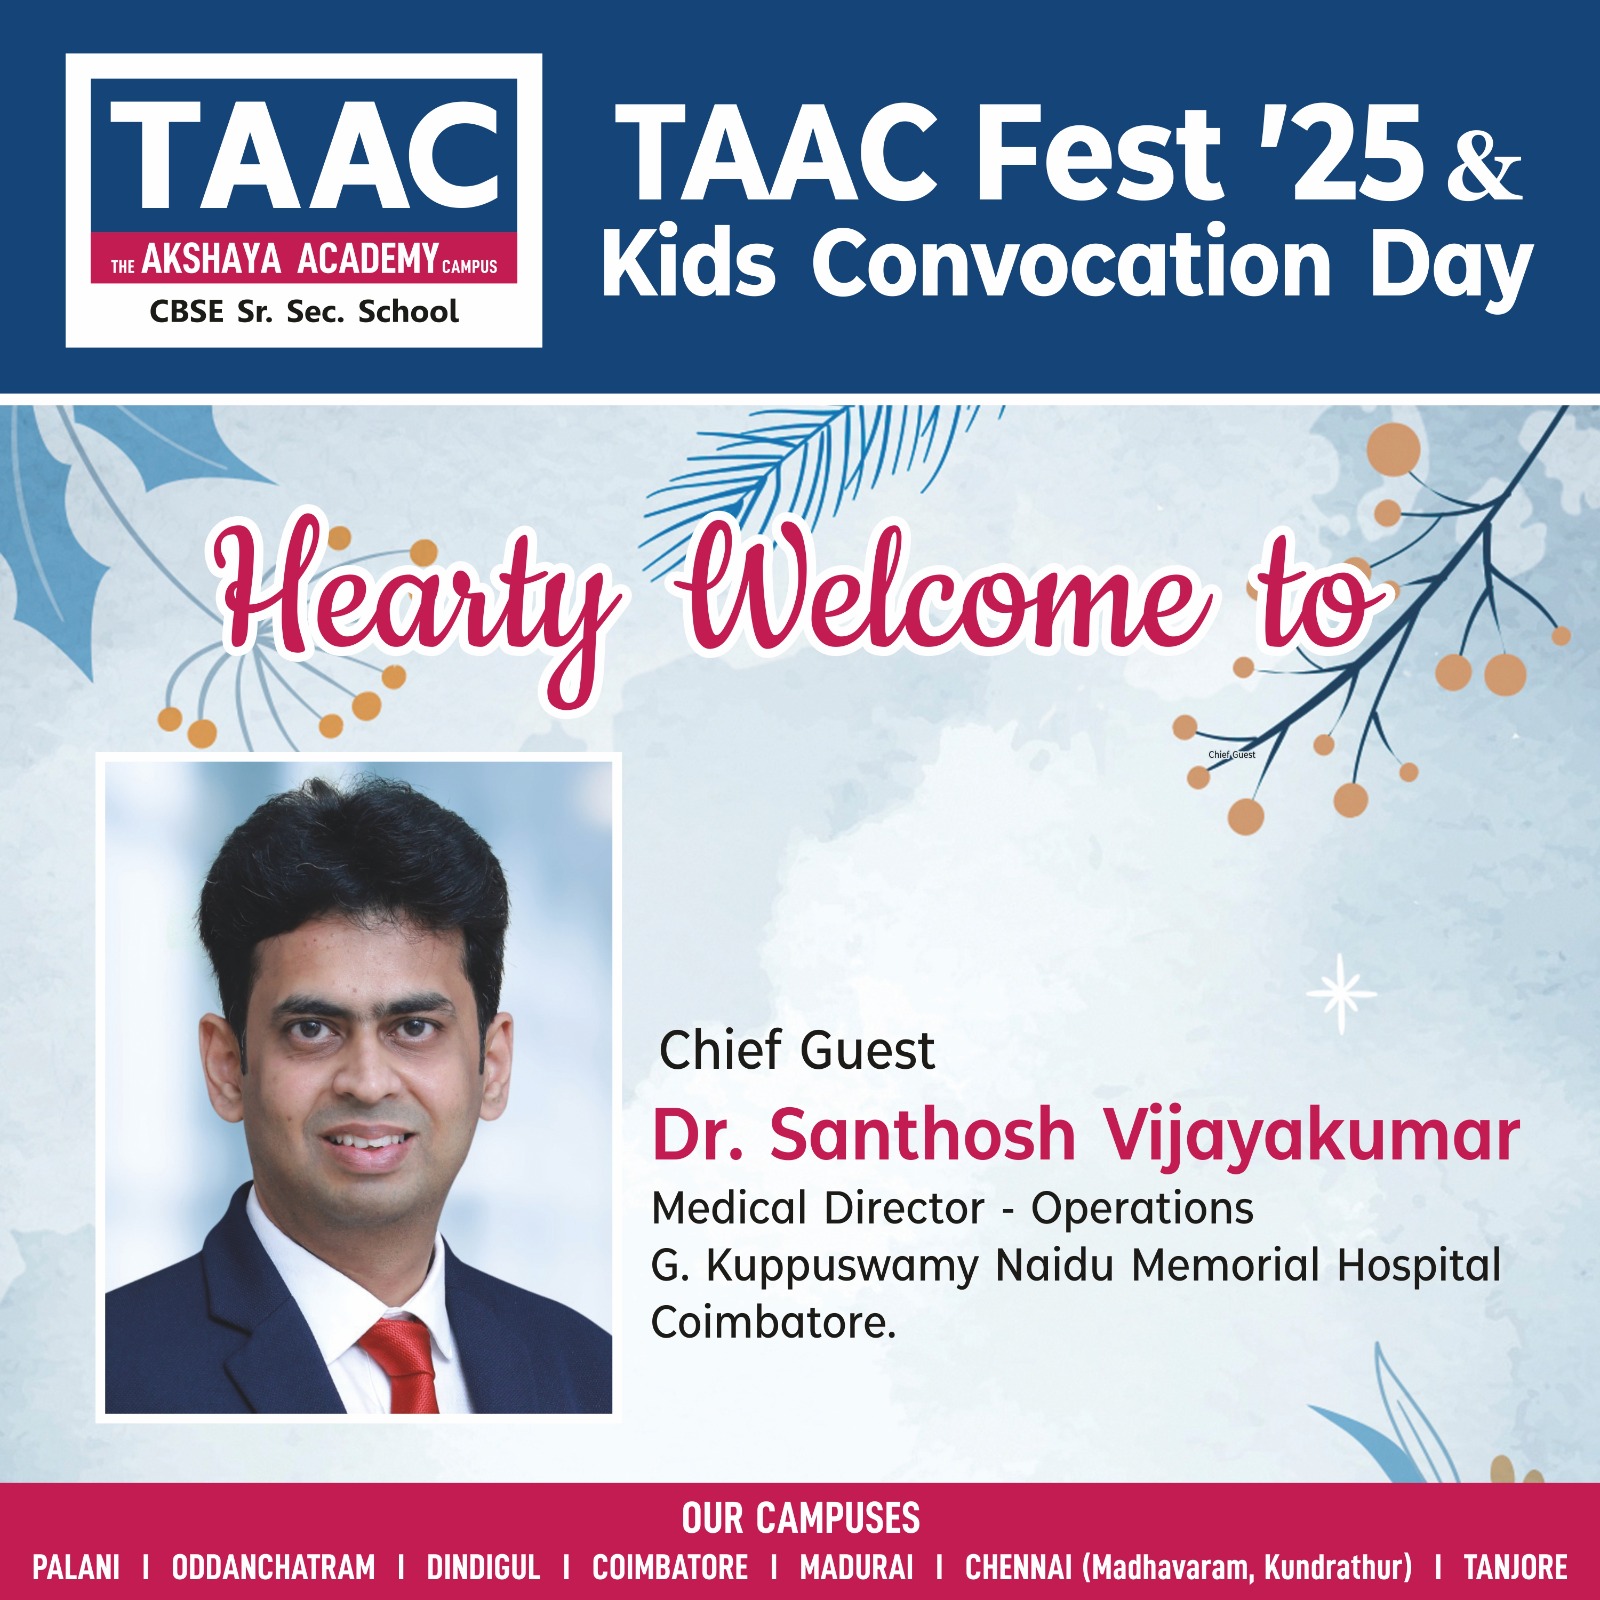 TAAC
THE AKSHAYA ACADEMY CAMPUS
CBSE Sr. Sec. School
TAAC Fest '25 &
Kids Convocation Day
Hearty Welcome to
Chief Guest
Chief Guest
Dr. Santhosh Vijayakumar
Medical Director - Operations
G. Kuppuswamy Naidu Memorial Hospital
Coimbatore.
OUR CAMPUSES
PALANI I ODDANCHATRAM I DINDIGUL I COIMBATORE I MADURAI I CHENNAI (Madhavaram, Kundrathur) I TANJORE